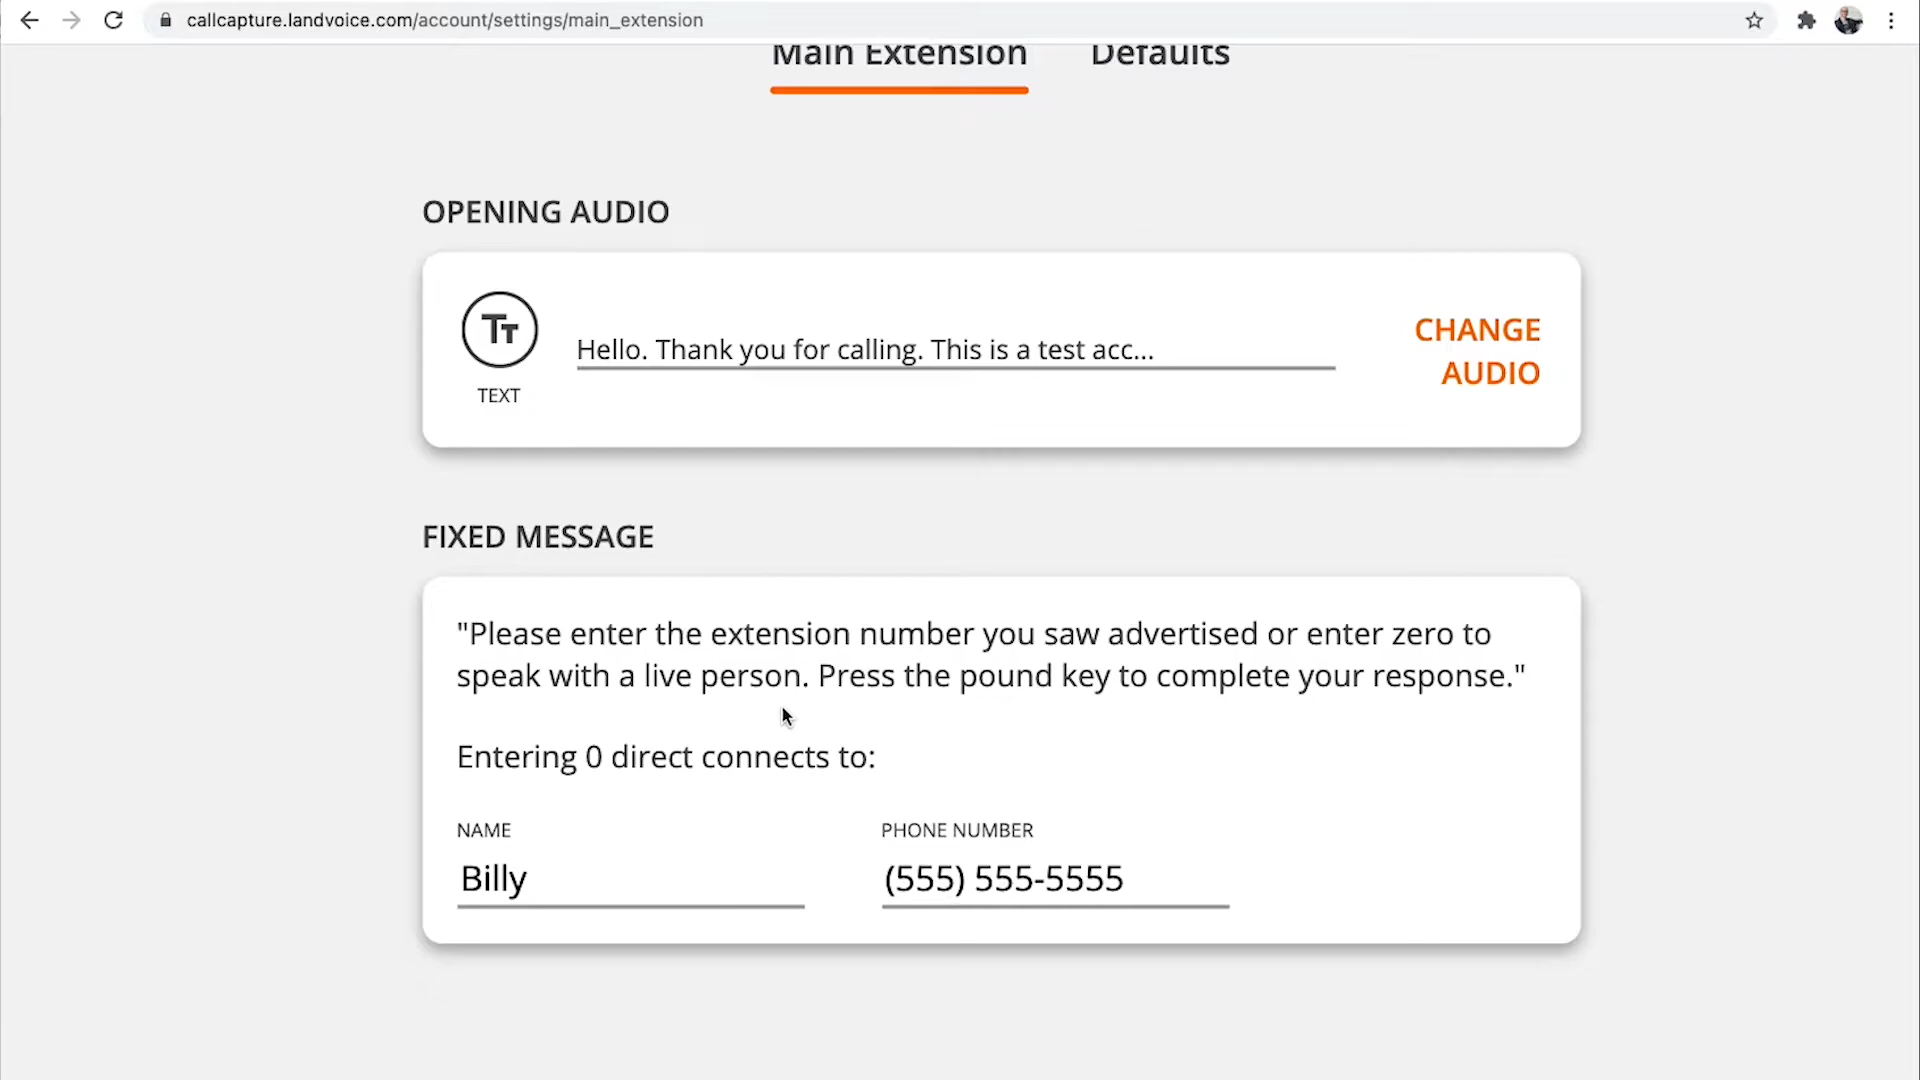 callcapture.landvoice.com/account/settings/main_extension
Main Extension Defaults
OPENING AUDIO
TT
TEXT
Hello. Thank you for calling. This is a test acc...
CHANGE
AUDIO
FIXED MESSAGE
"Please enter the extension number you saw advertised or enter zero to
speak with a live person. Press the pound key to complete your response."
Entering 0 direct connects to:
NAME PHONE NUMBER
Billy (555) 555-5555